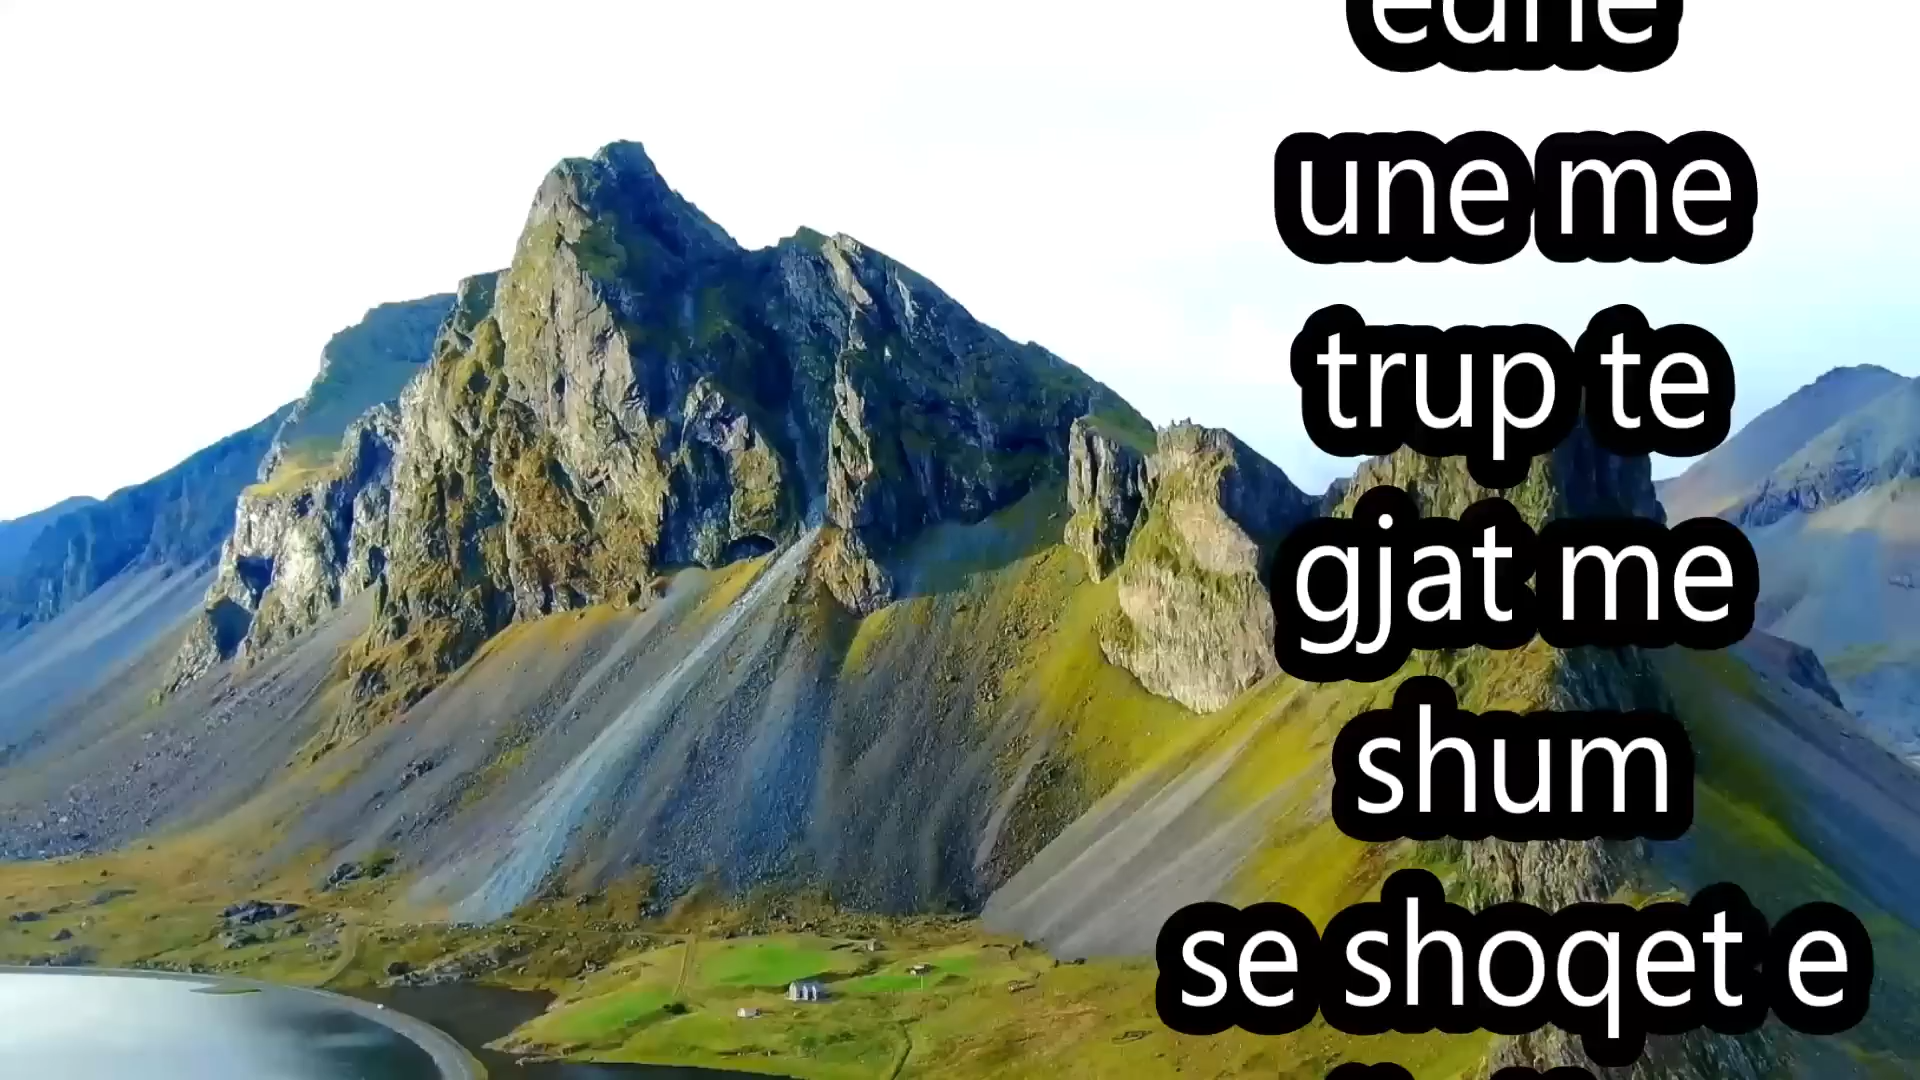 edhe
une me
trup te
gjat me
shum
se shoqet e